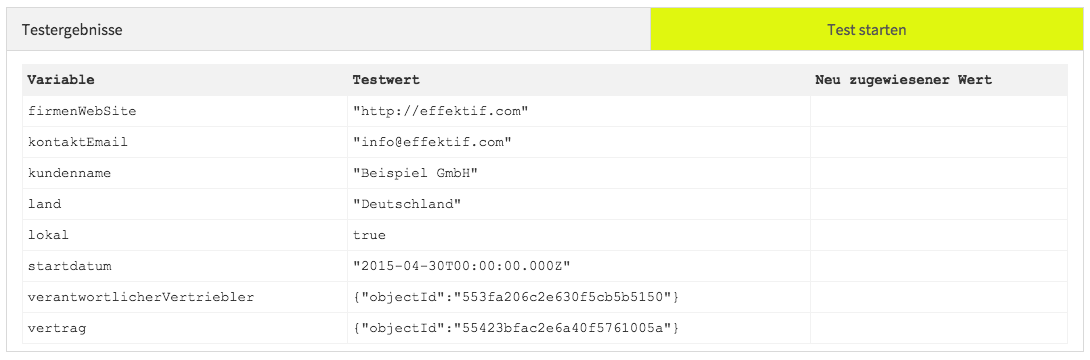 Testergebnisse Test starten
Variable Testwert Neu zugewiesener Wert
firmenWebSite "http://effektif.com"
kontaktEmail "info@effektif.com"
kundenname "Beispiel GmbH"
land "Deutschland"
lokal true
startdatum "2015-04-30T00:00:00.000Z"
verantwortlicherVertriebler {"objectId":"553fa206c2e630f5cb5b5150"}
vertrag {"objectId":"55423bfac2e6a40f5761005a"}